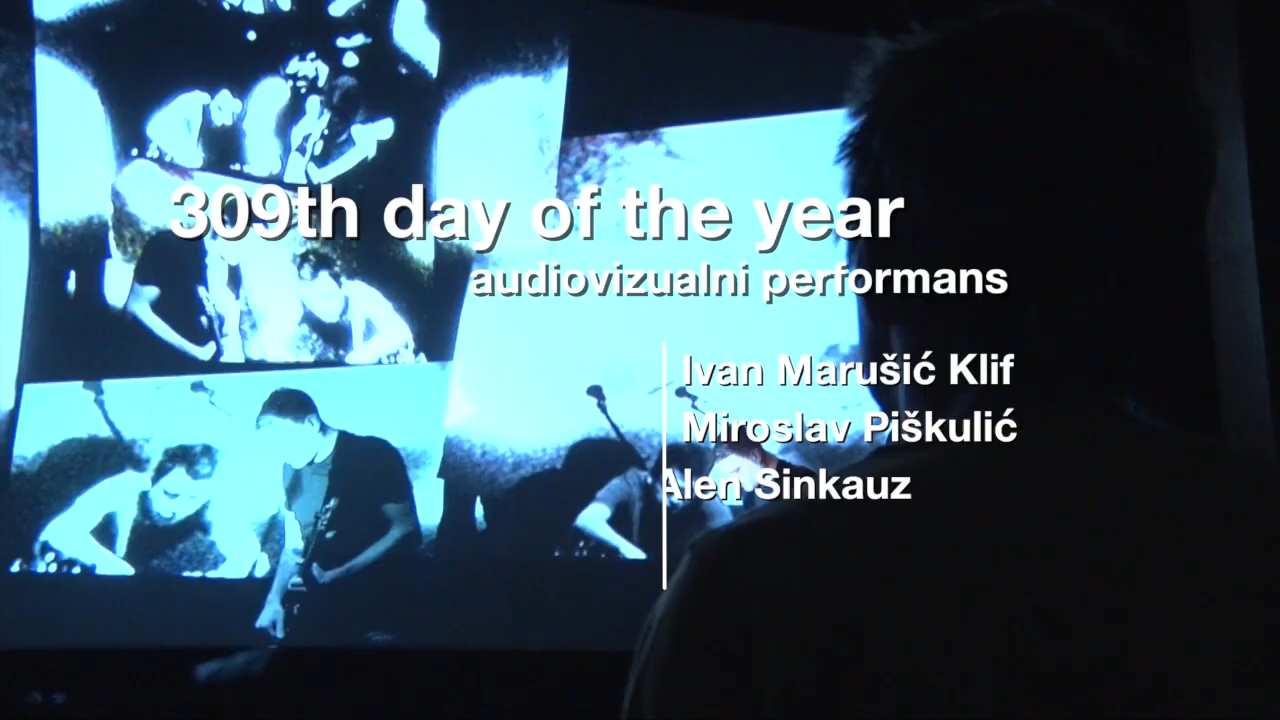 309th day of the year
audiovizualni performans
Ivan Marušić Klif
Miroslav Piškulić
Alen Sinkauz